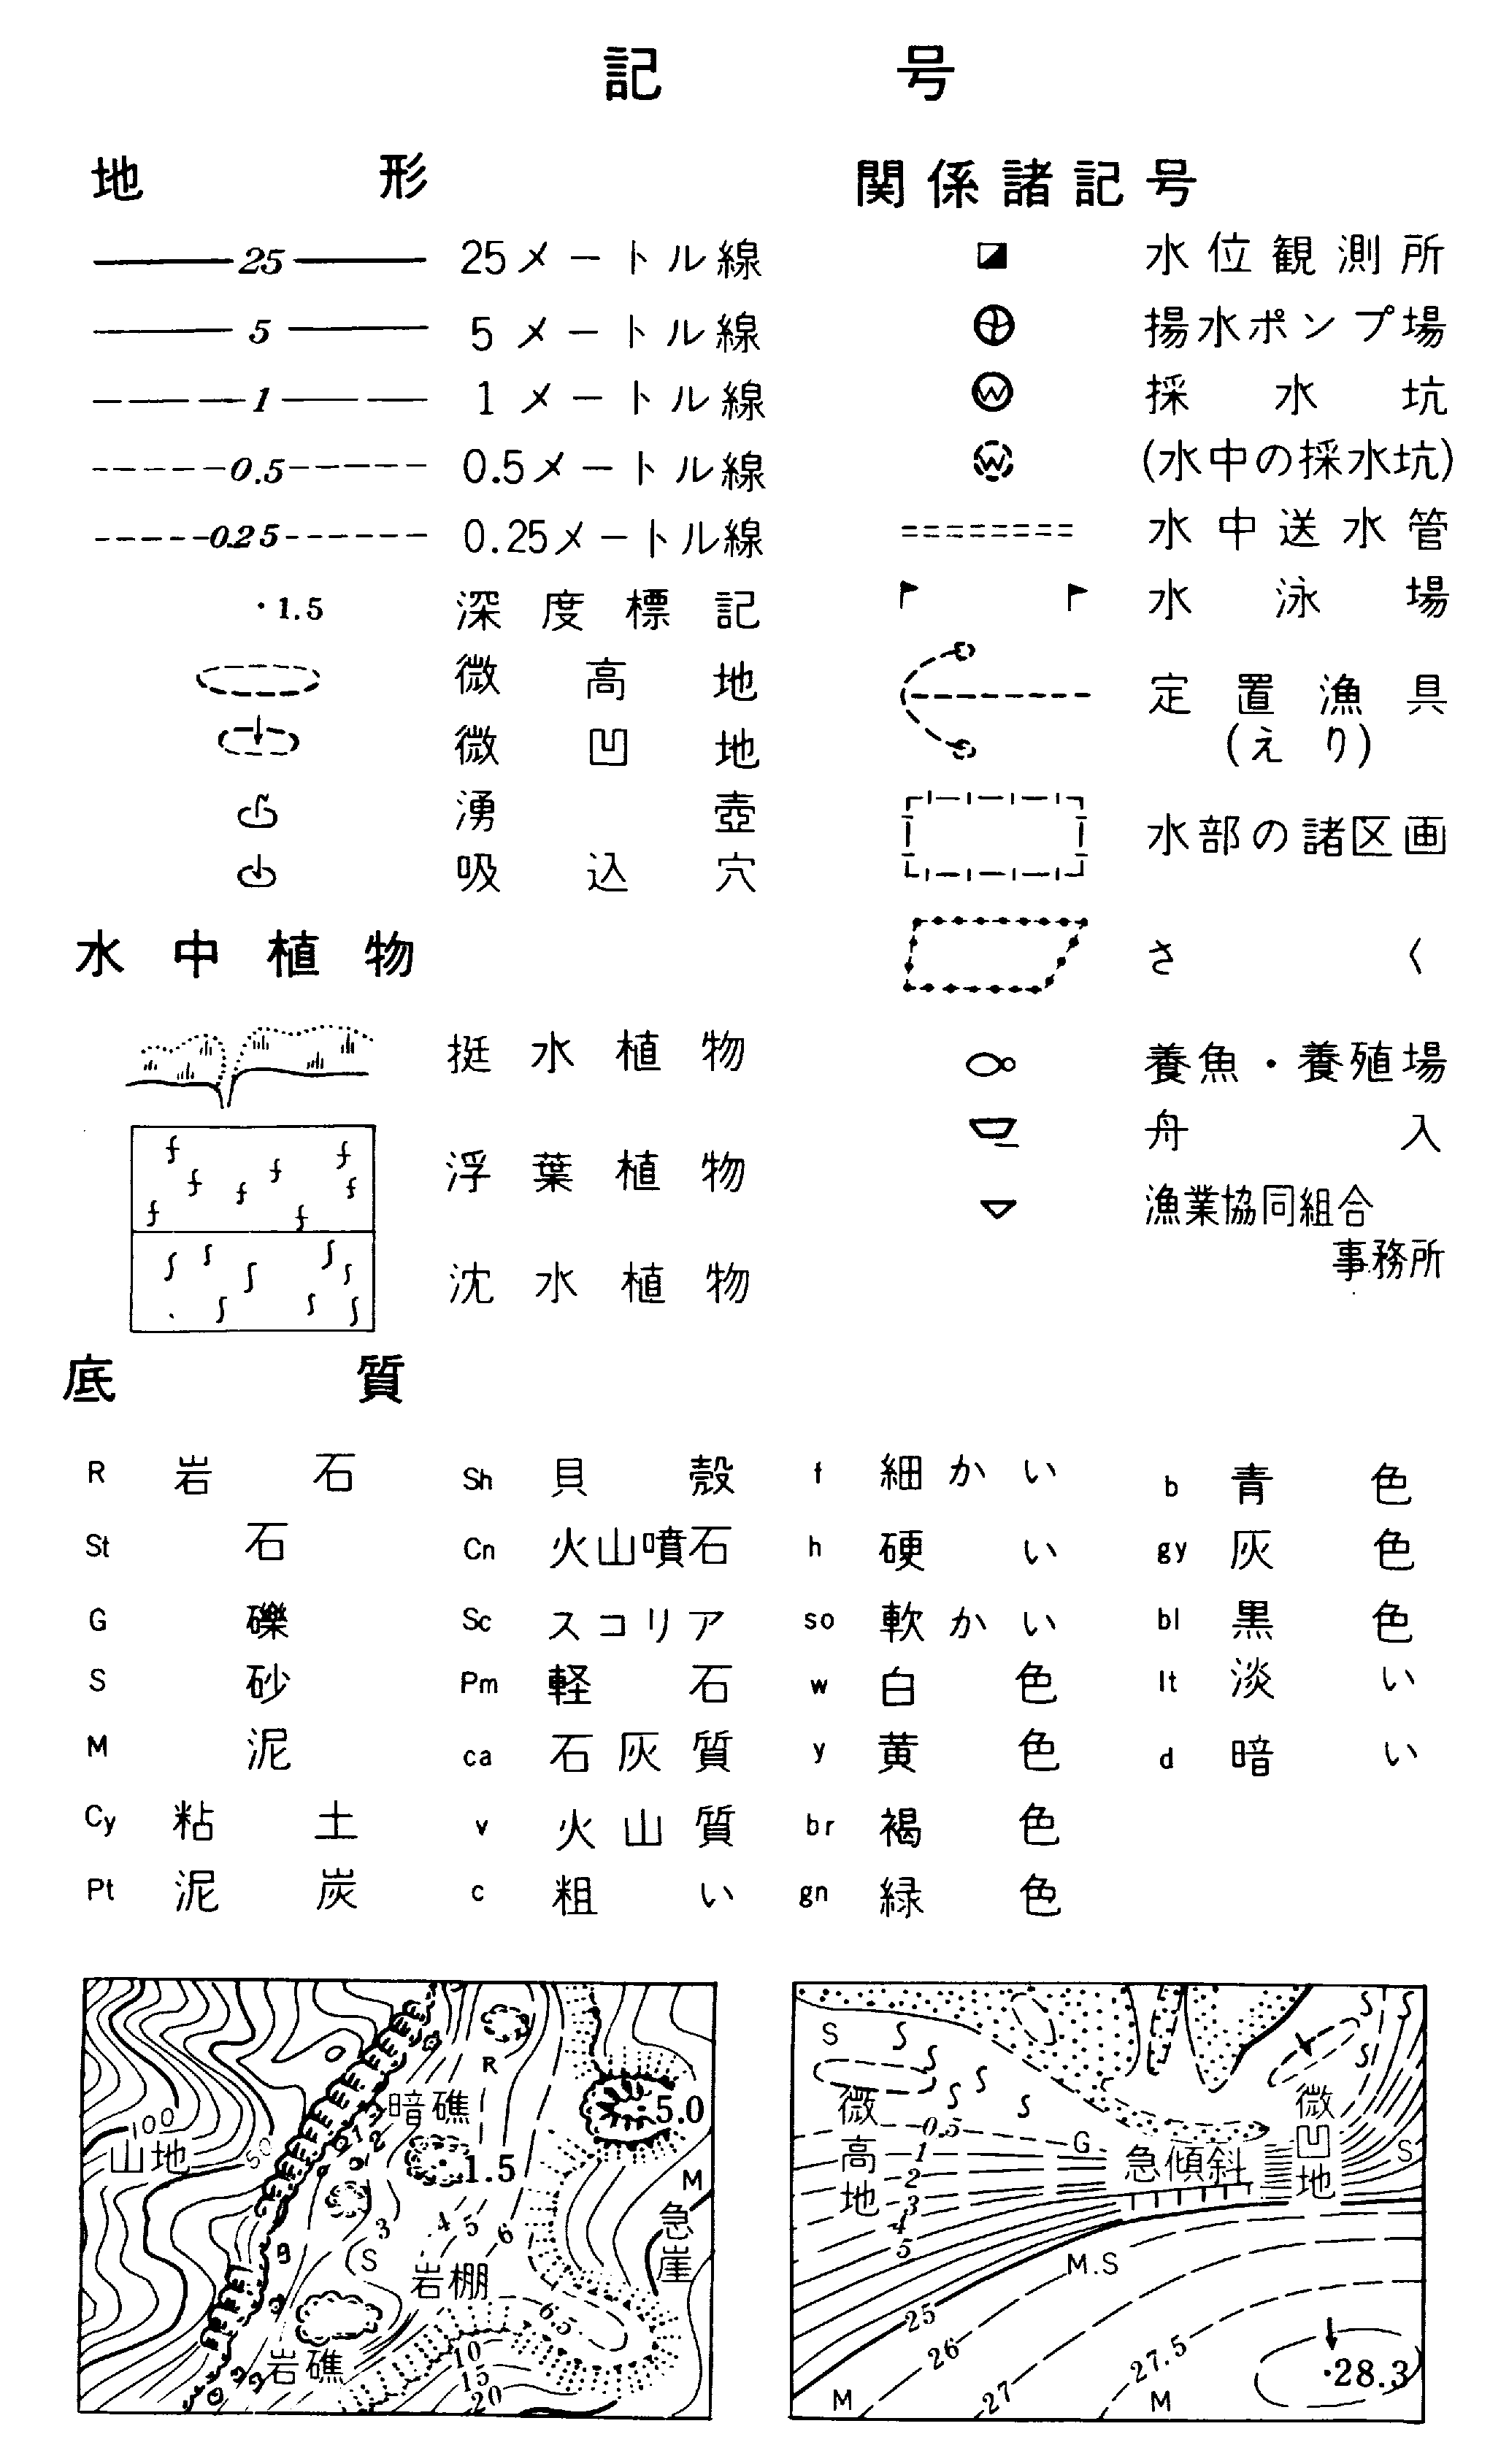 記号
地形
25 25メートル線
5 5メートル線
1 1メートル線
0.5 0.5メートル線
0.25 0.25メートル線
・1.5 深度標記
微高地
微凹地
湧壺
吸込穴
水中植物
挺水植物
浮葉植物
沈水植物
関係諸記号
水位観測所
揚水ポンプ場
W 採水坑
W (水中の採水坑)
水中送水管
水泳場
定置漁具
(えり)
水部の諸区画
さく
養魚・養殖場
舟入
漁業協同組合
事務所
底質
R 岩石
St 石
G 礫
S 砂
M 泥
Cy 粘土
Pt 泥炭
Sh 貝殻
Cn 火山噴石
Sc スコリア
Pm 軽石
ca 石灰質
v 火山質
c 粗い
f 細かい
h 硬い
so 軟かい
w 白色
y 黄色
br 褐色
gn 緑色
b 青色
gy 灰色
bl 黒色
lt 淡い
d 暗い
R
暗礁
5.0
100
山地
50
1
2
1.5
M
急崖
3
4
5
6
S
岩棚
6.5
岩礁
10
15
20
S
微高地
0.5
1
2
3
4
5
G
急傾斜
微凹地
S
M.S
25
26
27
27.5
・28.3
M
M